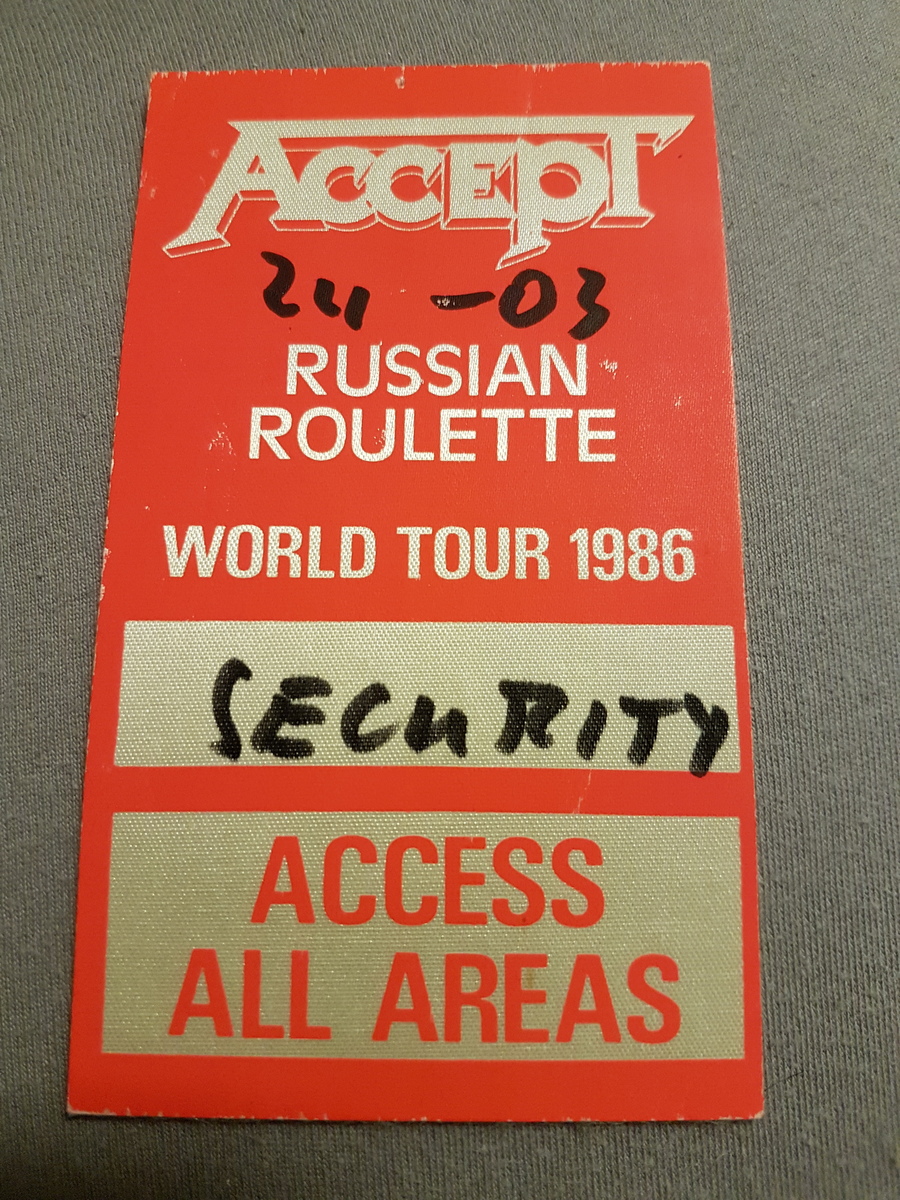 ACCEPT
24 -03
RUSSIAN
ROULETTE
WORLD TOUR 1986
SECURITY
ACCESS
ALL AREAS